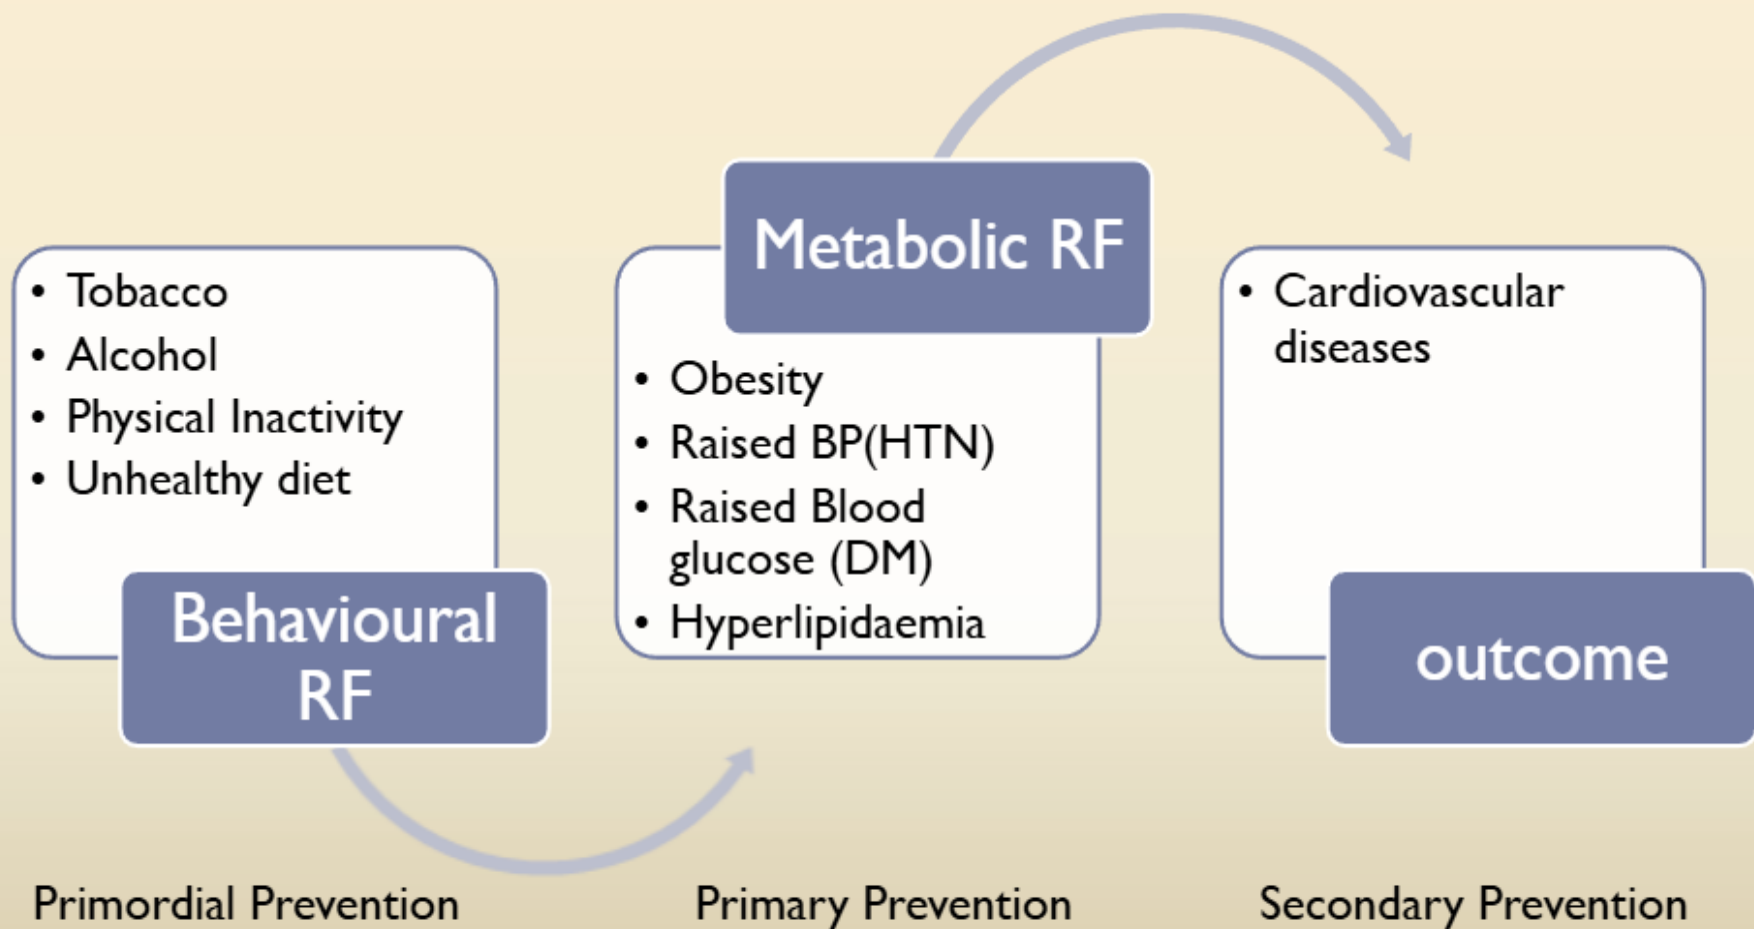 • Tobacco
• Alcohol
• Physical Inactivity
• Unhealthy diet
Behavioural
RF
Metabolic RF
• Obesity
• Raised BP(HTN)
• Raised Blood
glucose (DM)
• Hyperlipidaemia
• Cardiovascular
diseases
outcome
Primordial Prevention
Primary Prevention
Secondary Prevention